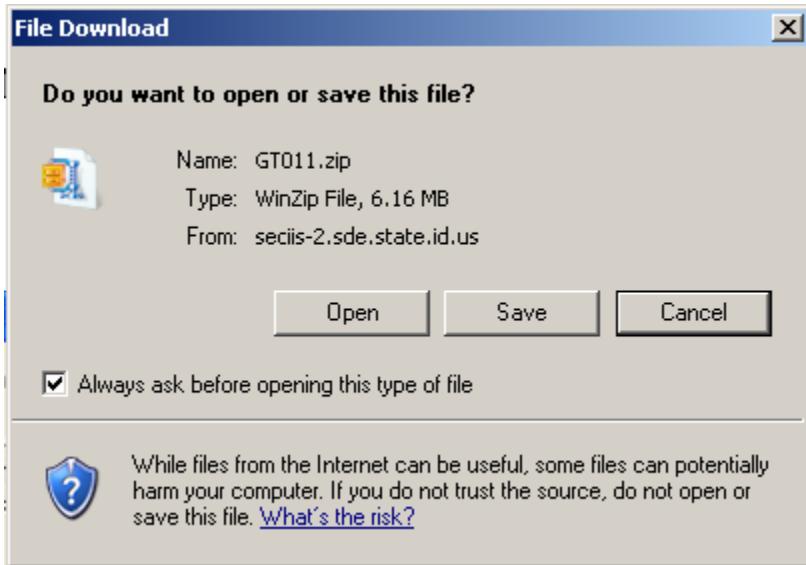 File Download
Do you want to open or save this file?
Name: GT011.zip
Type: WinZip File, 6.16 MB
From: seciis-2.sde.state.id.us
Open Save Cancel
Always ask before opening this type of file
While files from the Internet can be useful, some files can potentially
harm your computer. If you do not trust the source, do not open or
save this file. What's the risk?